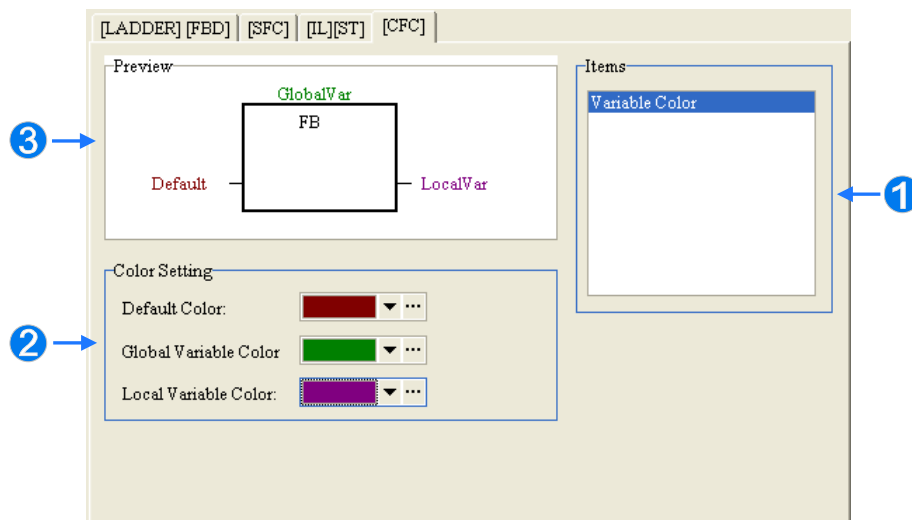 [LADDER] [FBD] [SFC] [IL][ST] [CFC]
Preview
GlobalVar
FB
Default
LocalVar
3
Items
Variable Color
1
Color Setting
Default Color:
Global Variable Color
Local Variable Color:
2